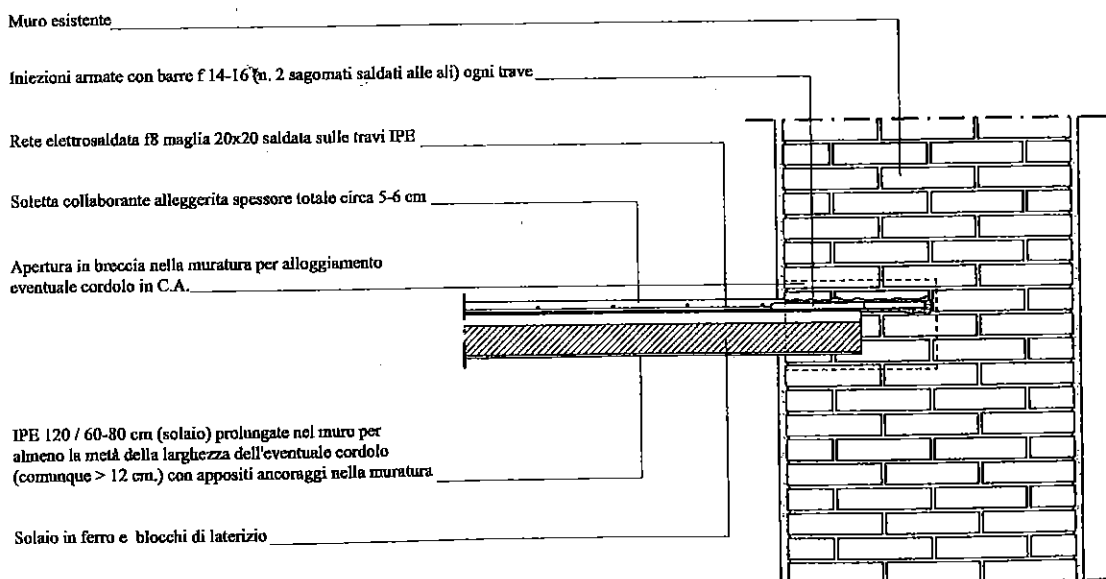 Muro esistente
Iniezioni armate con barre f 14-16 (n. 2 sagomati saldati alle ali) ogni trave
Rete elettrosaldata f8 maglia 20x20 saldata sulle travi IPE
Soletta collaborante alleggerita spessore totale circa 5-6 cm
Apertura in breccia nella muratura per alloggiamento
eventuale cordolo in C.A.
IPE 120 / 60-80 cm (solaio) prolungate nel muro per
almeno la metà della larghezza dell'eventuale cordolo
(comunque > 12 cm.) con appositi ancoraggi nella muratura
Solaio in ferro e blocchi di laterizio